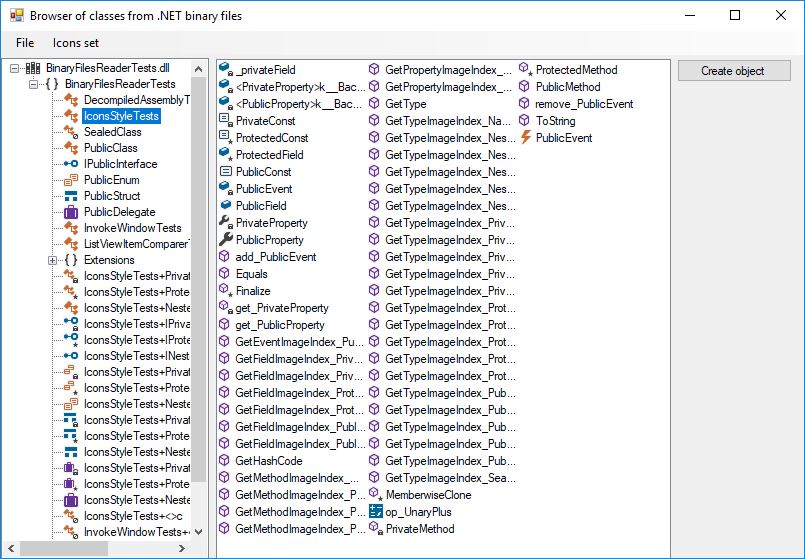 Browser of classes from .NET binary files
File
Icons set
BinaryFilesReaderTests.dll
BinaryFilesReaderTests
DecompiledAssemblyT
IconsStyleTests
SealedClass
PublicClass
IPublicInterface
PublicEnum
PublicStruct
PublicDelegate
InvokeWindowTests
ListViewItemComparerT
Extensions
IconsStyleTests+Privat
IconsStyleTests+Prote
IconsStyleTests+Neste
IconsStyleTests+IPriva
IconsStyleTests+IProte
IconsStyleTests+INest
IconsStyleTests+Privat
IconsStyleTests+Prote
IconsStyleTests+Neste
IconsStyleTests+Privat
IconsStyleTests+Prote
IconsStyleTests+Neste
IconsStyleTests+Privat
IconsStyleTests+Prote
IconsStyleTests+Neste
IconsStyleTests+<>c
InvokeWindowTests+
_privateField
<PrivateProperty>k__Bac...
<PublicProperty>k__Bac...
PrivateConst
ProtectedConst
ProtectedField
PublicConst
PublicEvent
PublicField
PrivateProperty
PublicProperty
add_PublicEvent
Equals
Finalize
get_PrivateProperty
get_PublicProperty
GetEventImageIndex_Pu...
GetFieldImageIndex_Priv...
GetFieldImageIndex_Priv...
GetFieldImageIndex_Prot...
GetFieldImageIndex_Prot...
GetFieldImageIndex_Publ...
GetFieldImageIndex_Publ...
GetHashCode
GetMethodImageIndex_...
GetMethodImageIndex_P...
GetMethodImageIndex_P...
GetMethodImageIndex_P...
GetPropertyImageIndex_...
GetPropertyImageIndex_...
GetType
GetTypeImageIndex_Na...
GetTypeImageIndex_Nes...
GetTypeImageIndex_Nes...
GetTypeImageIndex_Nes...
GetTypeImageIndex_Nes...
GetTypeImageIndex_Nes...
GetTypeImageIndex_Priv...
GetTypeImageIndex_Priv...
GetTypeImageIndex_Priv...
GetTypeImageIndex_Priv...
GetTypeImageIndex_Priv...
GetTypeImageIndex_Prot...
GetTypeImageIndex_Prot...
GetTypeImageIndex_Prot...
GetTypeImageIndex_Prot...
GetTypeImageIndex_Prot...
GetTypeImageIndex_Pub...
GetTypeImageIndex_Pub...
GetTypeImageIndex_Pub...
GetTypeImageIndex_Pub...
GetTypeImageIndex_Pub...
GetTypeImageIndex_Sea...
MemberwiseClone
op_UnaryPlus
PrivateMethod
ProtectedMethod
PublicMethod
remove_PublicEvent
ToString
PublicEvent
Create object